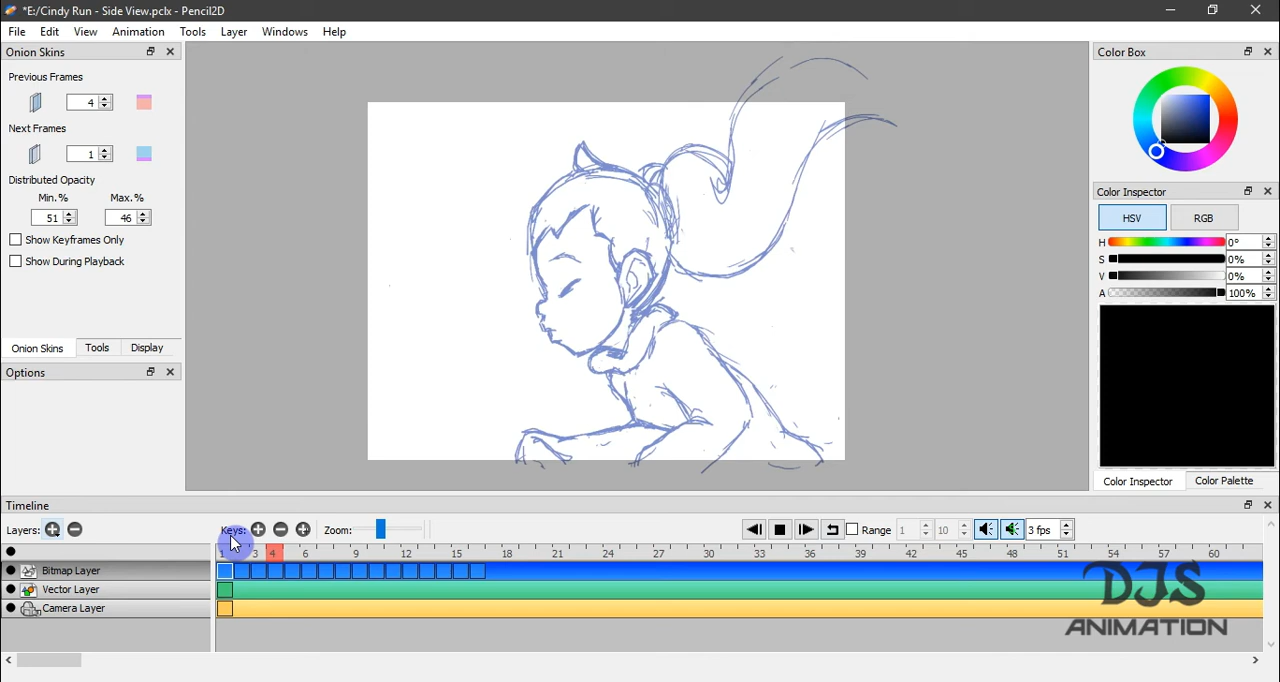 *E:/Cindy Run - Side View.pclx - Pencil2D
File Edit View Animation Tools Layer Windows Help
Onion Skins
Previous Frames
4
Next Frames
1
Distributed Opacity
Min.% Max.%
51 46
Show Keyframes Only
Show During Playback
Onion Skins Tools Display
Options
Color Box
Color Inspector
HSV RGB
H 0°
S 0%
V 0%
A 100%
Color Inspector Color Palette
Timeline
Layers: Keys: Zoom: Range 1 10 3 fps
1 3 4 6 9 12 15 18 21 24 27 30 33 36 39 42 45 48 51 54 57 60
Bitmap Layer
Vector Layer
Camera Layer
DJS
ANIMATION